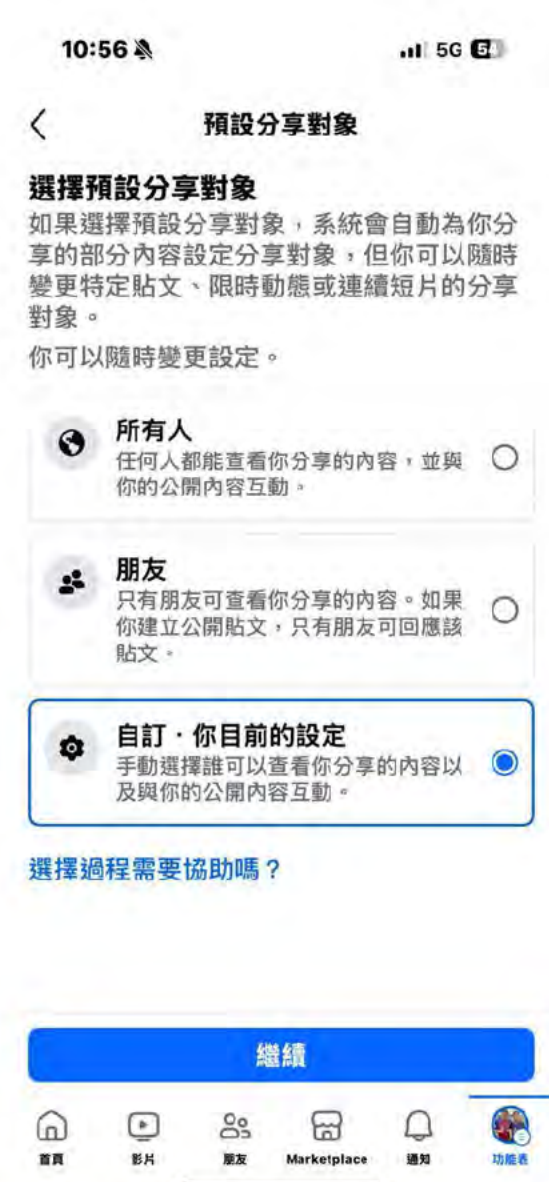 10:56
5G 54
預設分享對象
選擇預設分享對象
如果選擇預設分享對象，系統會自動為你分
享的部分內容設定分享對象，但你可以隨時
變更特定貼文、限時動態或連續短片的分享
對象。
你可以隨時變更設定。
所有人
任何人都能查看你分享的內容，並與
你的公開內容互動。
朋友
只有朋友可查看你分享的內容。如果
你建立公開貼文，只有朋友可回應該
貼文。
自訂・你目前的設定
手動選擇誰可以查看你分享的內容以
及與你的公開內容互動。
選擇過程需要協助嗎？
繼續
首頁 影片 朋友 Marketplace 通知 功能表